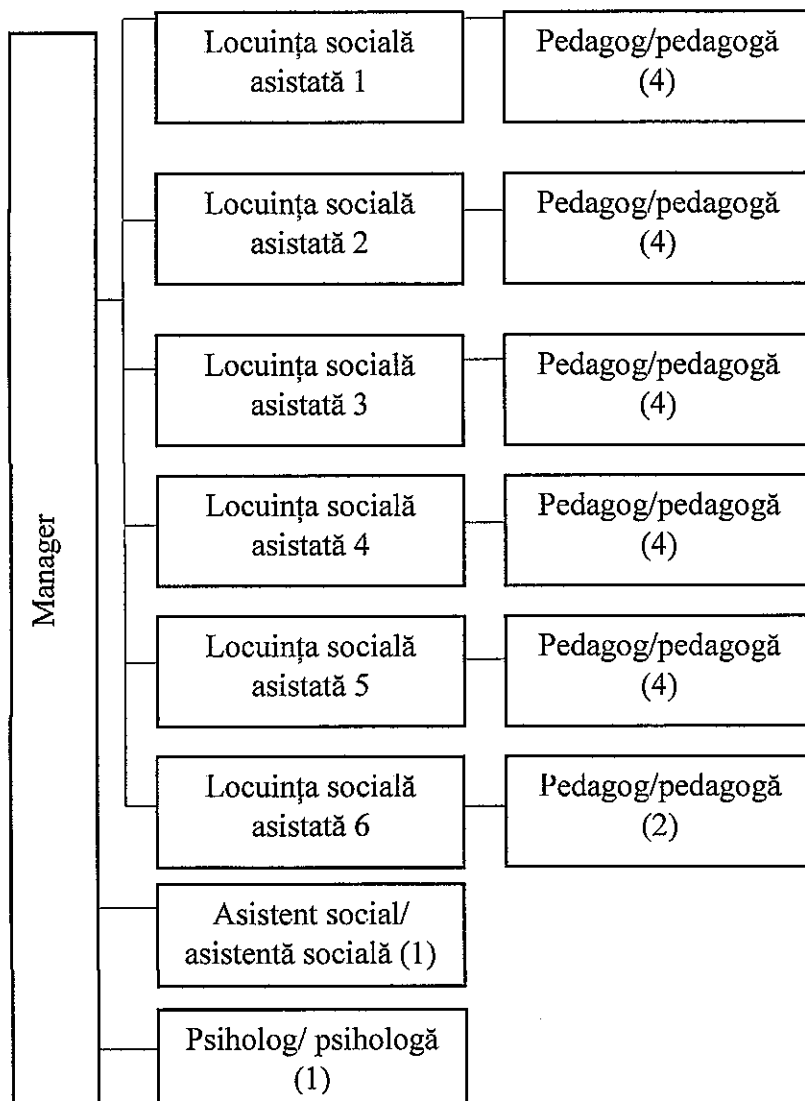 Manager
Locuința socială
asistată 1
Pedagog/pedagogă
(4)
Locuința socială
asistată 2
Pedagog/pedagogă
(4)
Locuința socială
asistată 3
Pedagog/pedagogă
(4)
Locuința socială
asistată 4
Pedagog/pedagogă
(4)
Locuința socială
asistată 5
Pedagog/pedagogă
(4)
Locuința socială
asistată 6
Pedagog/pedagogă
(2)
Asistent social/
asistentă socială (1)
Psiholog/ psihologă
(1)